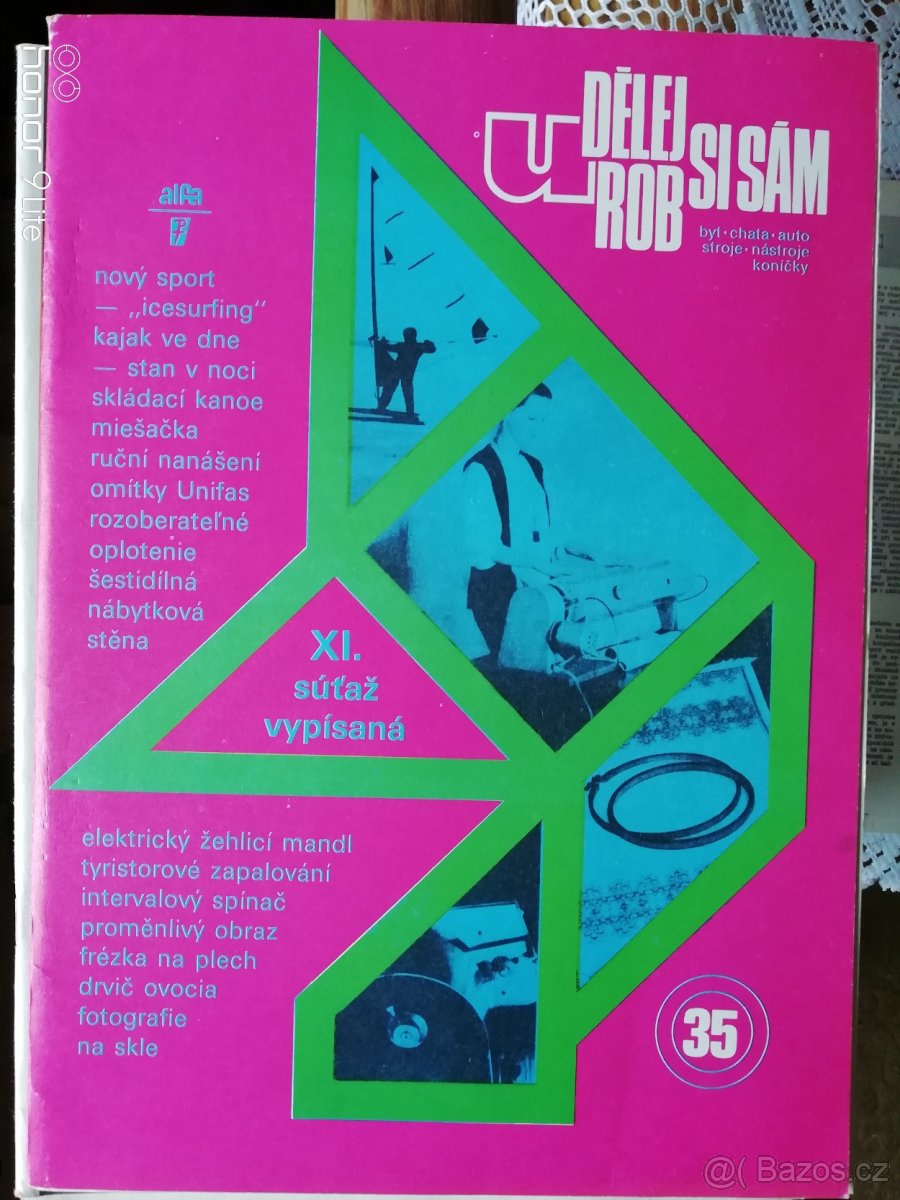 honor 9 Lite
U
DĚLEJ
ROB
SI SÁM
byt · chata · auto
stroje · nástroje
koníčky
alfa
nový sport
— „icesurfing"
kajak ve dne
— stan v noci
skládací kanoe
miešačka
ruční nanášení
omítky Unifas
rozoberateľné
oplotenie
šestidílná
nábytková
stěna
XI.
súťaž
vypísaná
elektrický žehlicí mandl
tyristorové zapalování
intervalový spínač
proměnlivý obraz
frézka na plech
drvič ovocia
fotografie
na skle
35
@( Bazos.cz